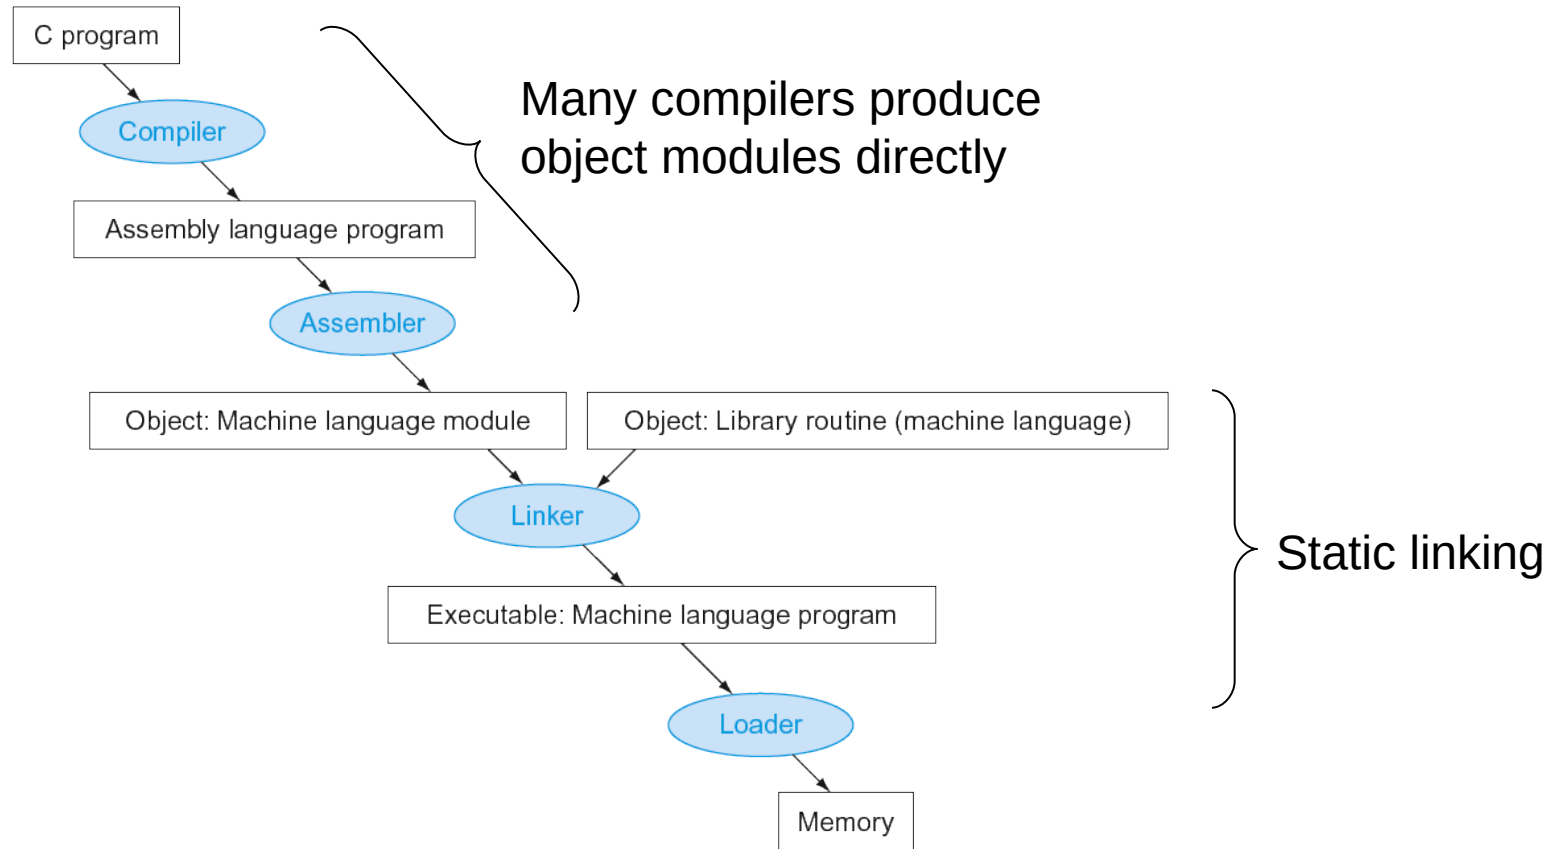 C program
Many compilers produce
object modules directly
Compiler
Assembly language program
Assembler
Object: Machine language module
Object: Library routine (machine language)
Linker
Static linking
Executable: Machine language program
Loader
Memory